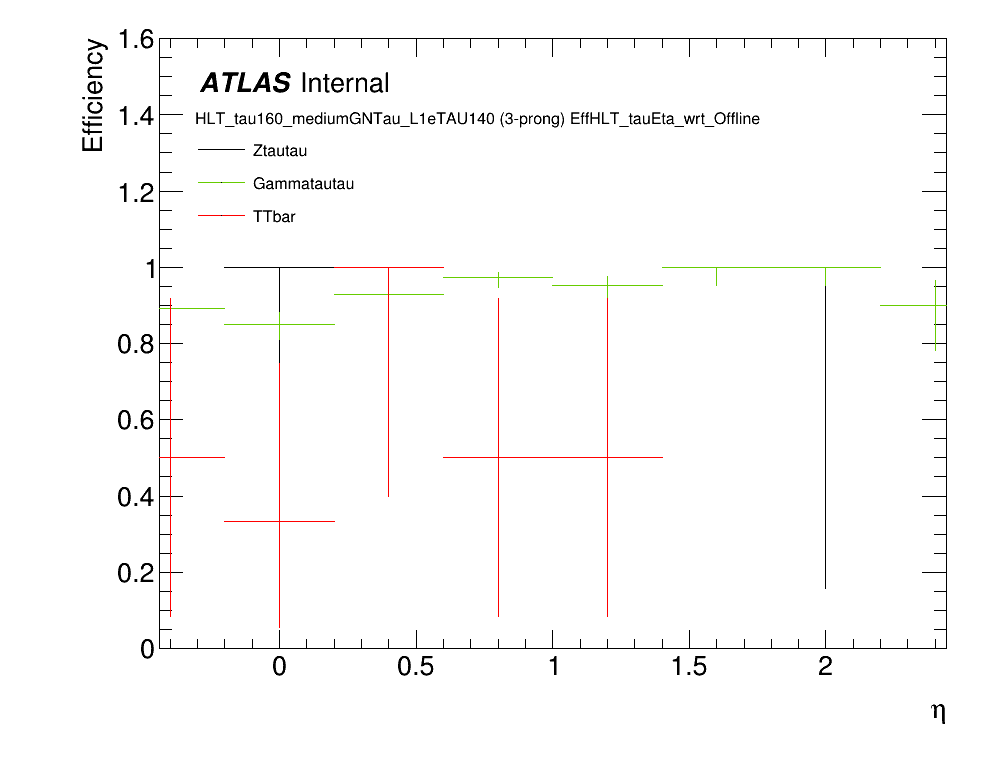 Efficiency
1.6
1.4
1.2
1
0.8
0.6
0.4
0.2
0
ATLAS Internal
HLT_tau160_mediumGNTau_L1eTAU140 (3-prong) EffHLT_tauEta_wrt_Offline
Ztautau
Gammatautau
TTbar
0 0.5 1 1.5 2
η